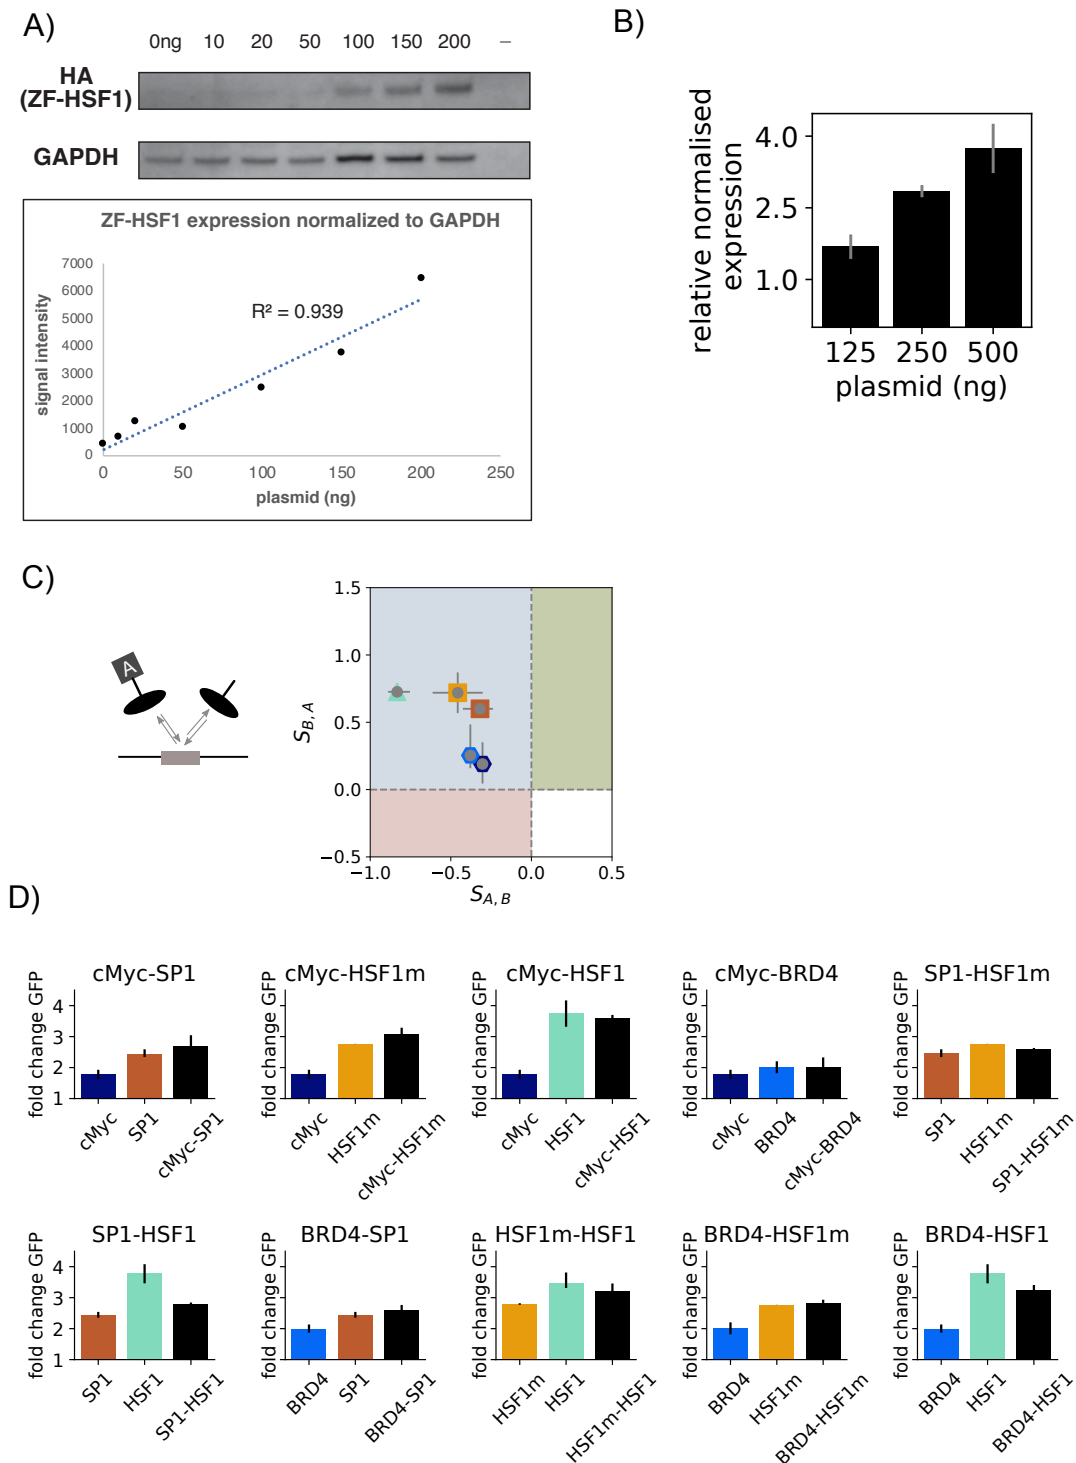 A)
0ng 10 20 50 100 150 200 –
HA
(ZF-HSF1)
GAPDH
ZF-HSF1 expression normalized to GAPDH
7000
6000
5000
4000
3000
2000
1000
0
signal intensity
R² = 0.939
0 50 100 150 200 250
plasmid (ng)
B)
relative normalised
expression
4.0
2.5
1.0
125 250 500
plasmid (ng)
C)
A
1.5
1.0
0.5
0.0
−0.5
S_B,A
−1.0 −0.5 0.0 0.5
S_A,B
D)
cMyc-SP1
fold change GFP
4
3
2
1
cMyc
SP1
cMyc-SP1
cMyc-HSF1m
fold change GFP
cMyc
HSF1m
cMyc-HSF1m
cMyc-HSF1
fold change GFP
cMyc
HSF1
cMyc-HSF1
cMyc-BRD4
fold change GFP
cMyc
BRD4
cMyc-BRD4
SP1-HSF1m
fold change GFP
SP1
HSF1m
SP1-HSF1m
SP1-HSF1
fold change GFP
4
3
2
1
SP1
HSF1
SP1-HSF1
BRD4-SP1
fold change GFP
BRD4
SP1
BRD4-SP1
HSF1m-HSF1
fold change GFP
HSF1m
HSF1
HSF1m-HSF1
BRD4-HSF1m
fold change GFP
BRD4
HSF1m
BRD4-HSF1m
BRD4-HSF1
fold change GFP
BRD4
HSF1
BRD4-HSF1